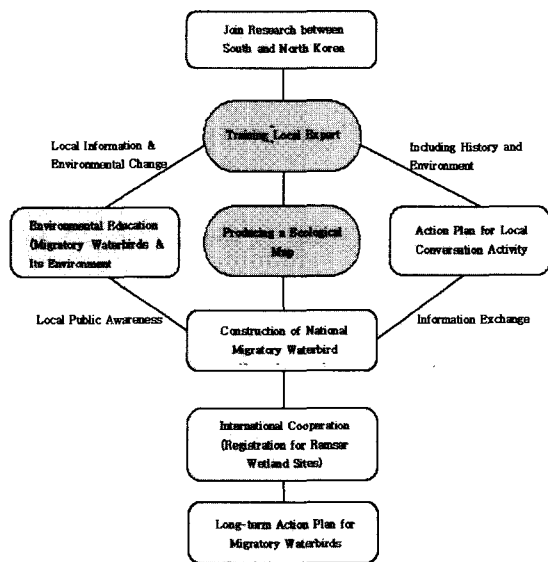 Join Research between
South and North Korea
Training Local Expert
Local Information &
Environmental Change
Including History and
Environment
Environmental Education
(Migratory Waterbirds &
Its Environment
Producing a Ecological
Map
Action Plan for Local
Conversation Activity
Local Public Awareness
Construction of National
Migratory Waterbird
Information Exchange
International Cooperation
(Registration for Ramsar
Wetland Sites)
Long-term Action Plan for
Migratory Waterbirds